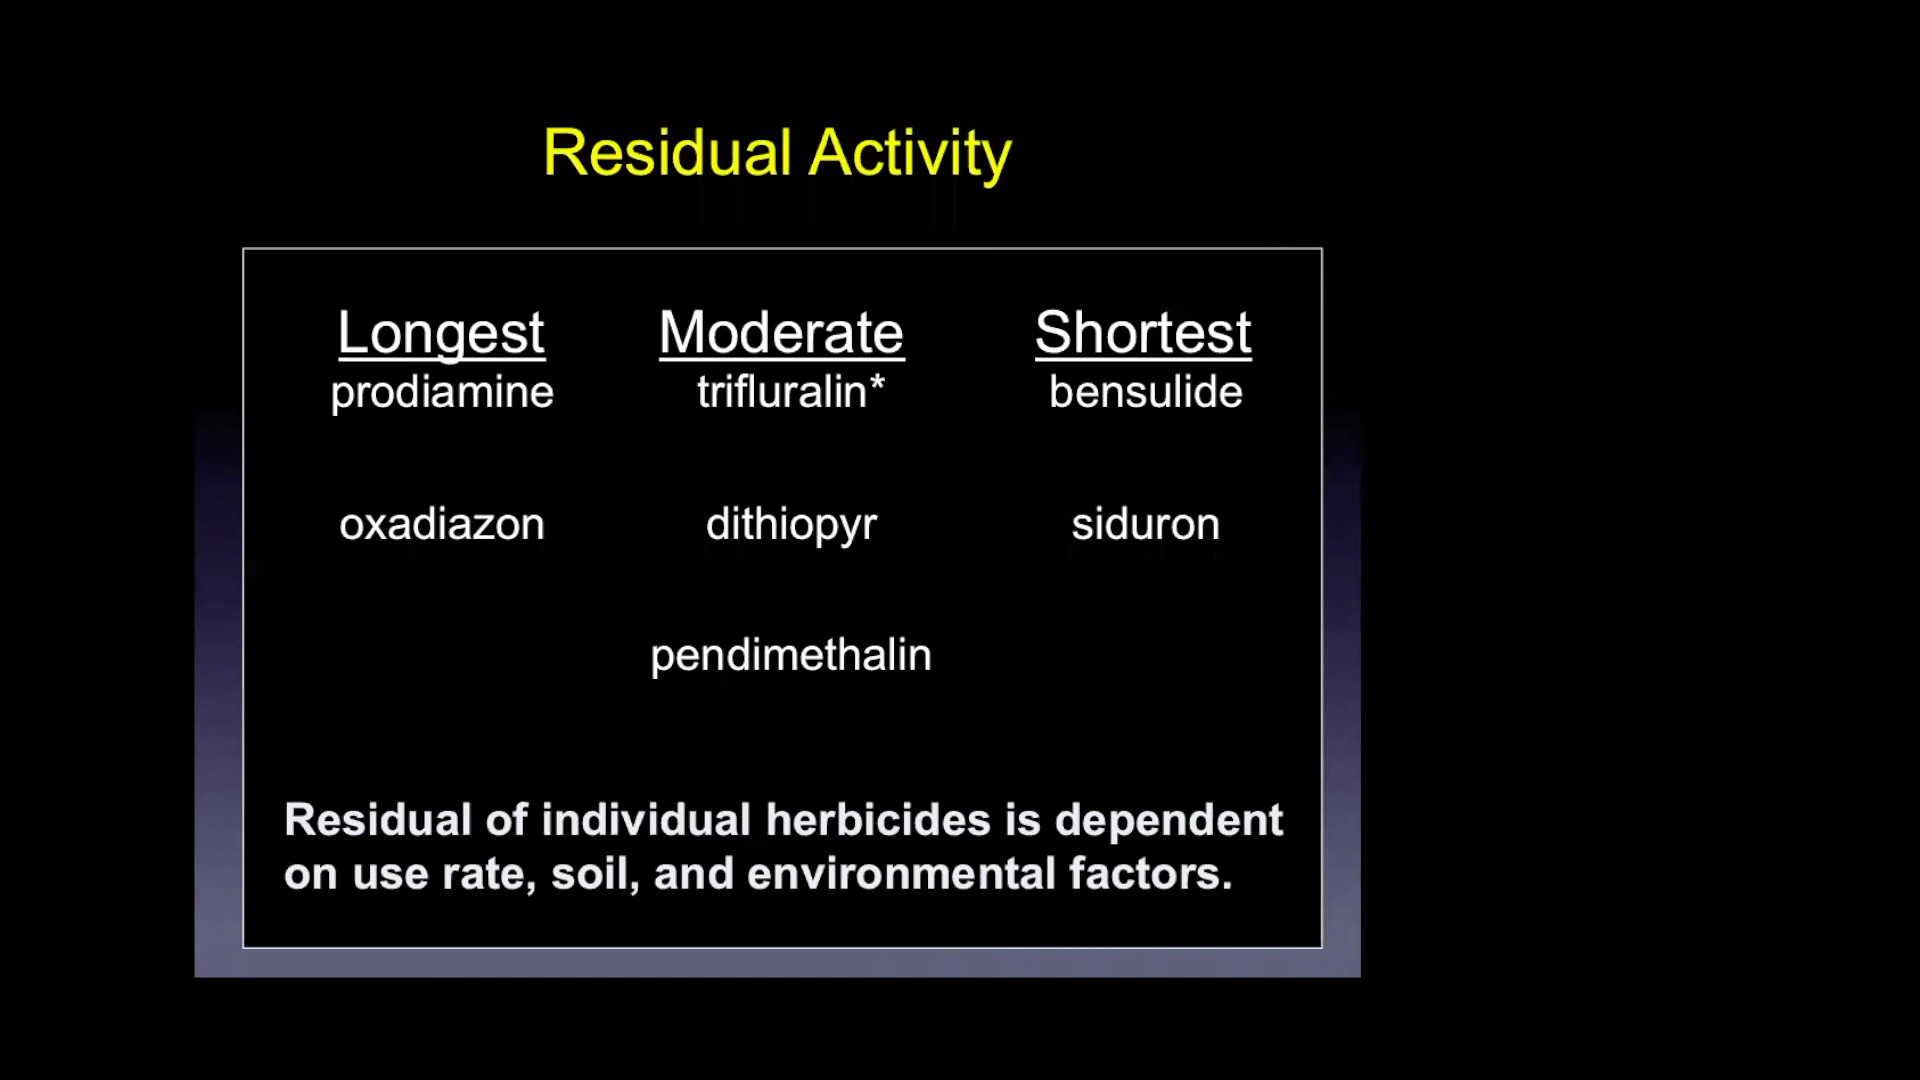 Residual Activity
Longest Moderate Shortest
prodiamine trifluralin* bensulide
oxadiazon dithiopyr siduron
pendimethalin
Residual of individual herbicides is dependent
on use rate, soil, and environmental factors.